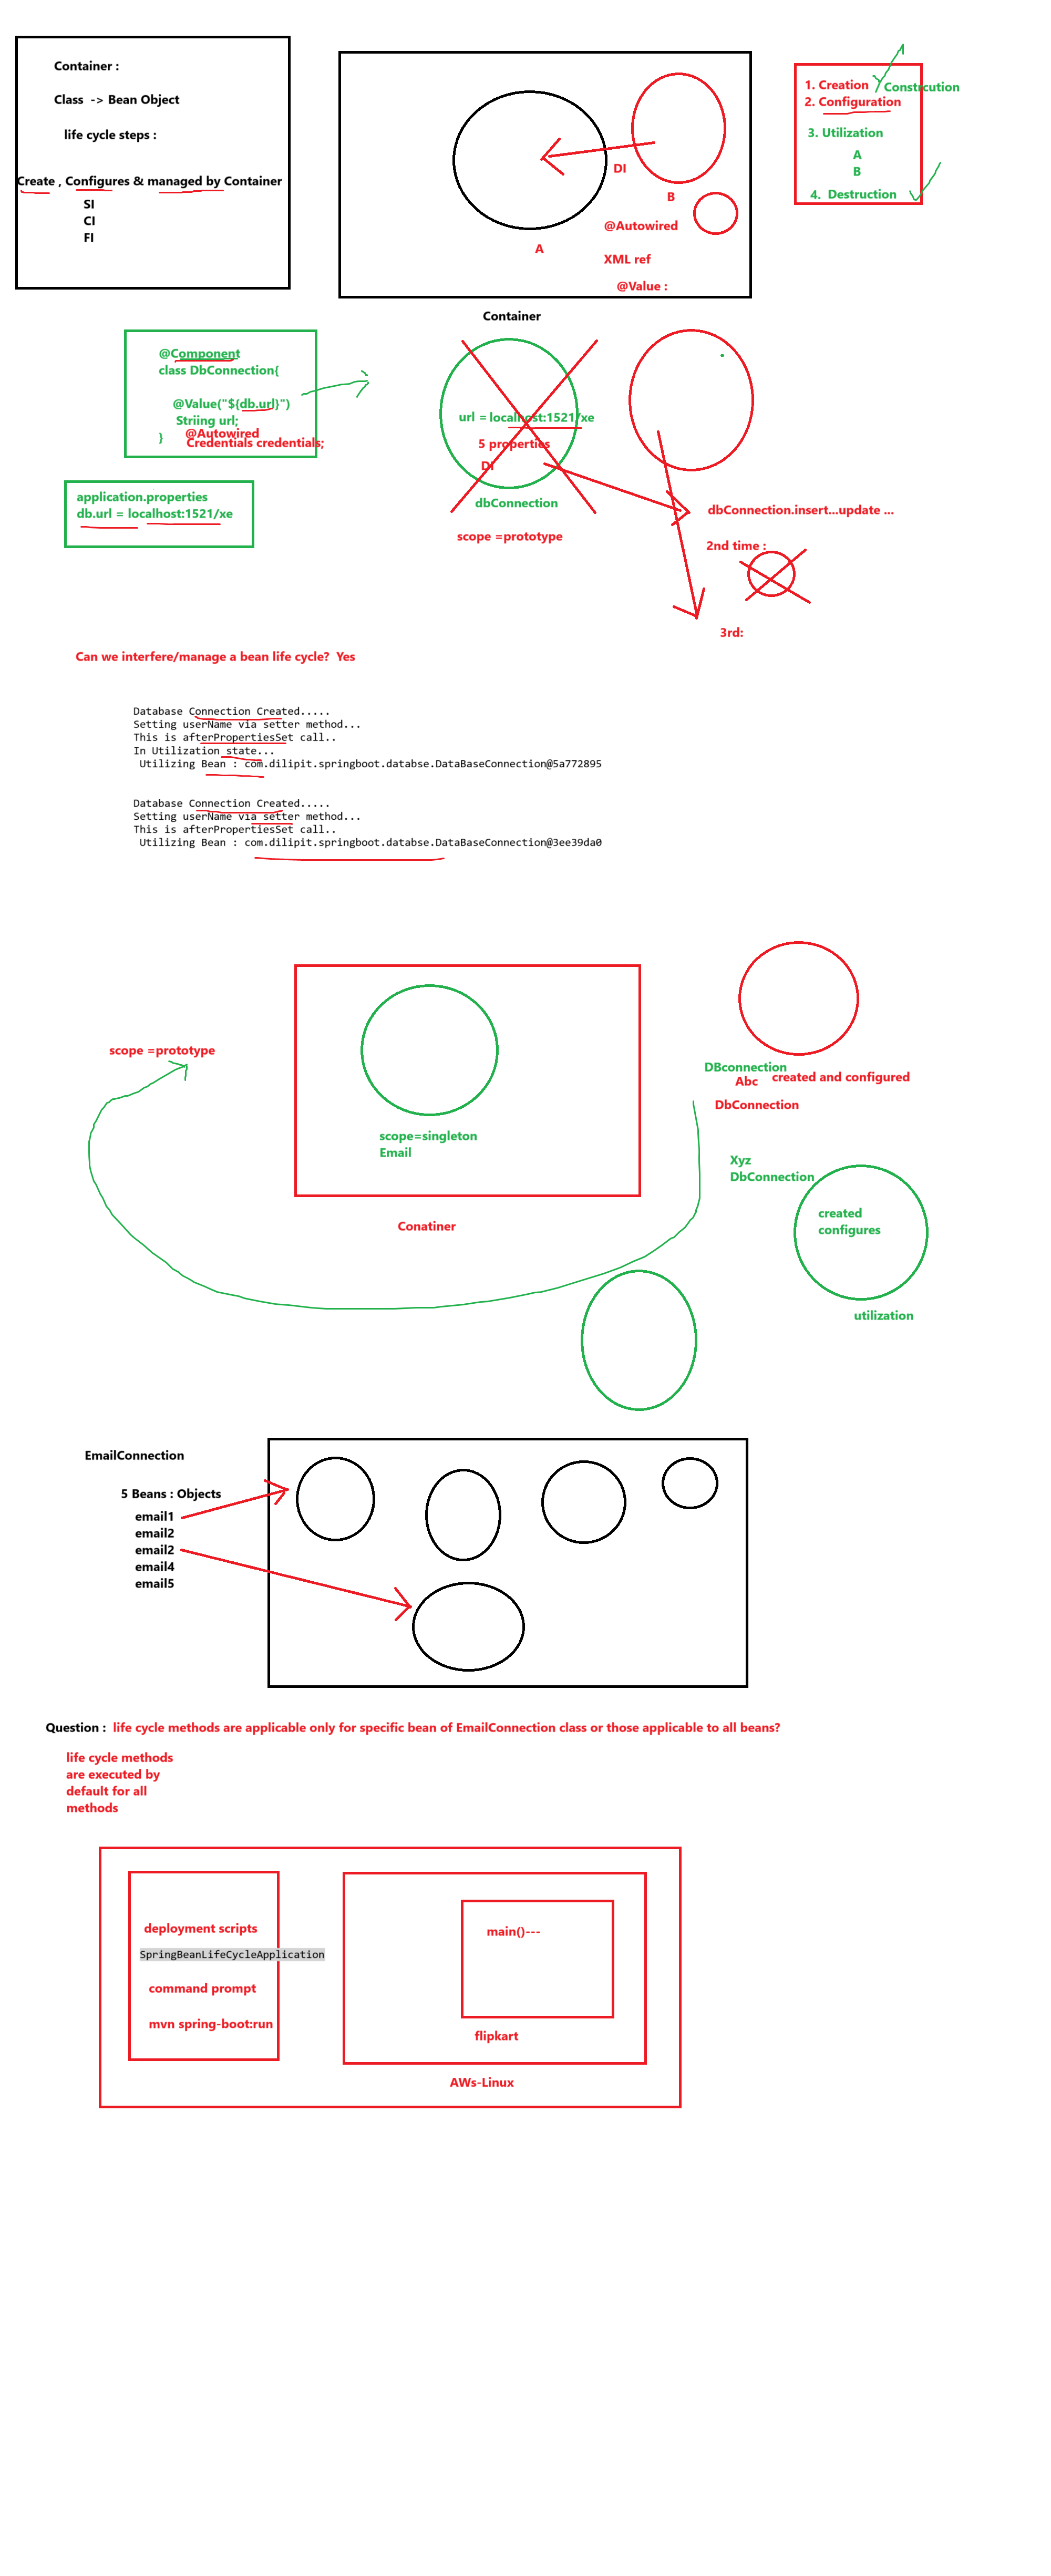 Container :
Class -> Bean Object
life cycle steps :
Create , Configures & managed by Container
SI
CI
FI
DI
B
@Autowired
A
XML ref
@Value :
Container
1. Creation
Constrcution
2. Configuration
3. Utilization
A
B
4. Destruction
@Component
class DbConnection{
@Value("${db.url}")
Striing url;
@Autowired
}
Credentials credentials;
application.properties
db.url = localhost:1521/xe
url = localhost:1521/xe
5 properties
DI
dbConnection
scope =prototype
dbConnection.insert...update ...
2nd time :
3rd:
Can we interfere/manage a bean life cycle? Yes
Database Connection Created.....
Setting userName via setter method...
This is afterPropertiesSet call..
In Utilization state...
Utilizing Bean : com.dilipit.springboot.databse.DataBaseConnection@5a772895
Database Connection Created.....
Setting userName via setter method...
This is afterPropertiesSet call..
Utilizing Bean : com.dilipit.springboot.databse.DataBaseConnection@3ee39da0
scope =prototype
scope=singleton
Email
Conatiner
DBconnection
Abc
created and configured
DbConnection
Xyz
DbConnection
created
configures
utilization
EmailConnection
5 Beans : Objects
email1
email2
email2
email4
email5
Question : life cycle methods are applicable only for specific bean of EmailConnection class or those applicable to all beans?
life cycle methods
are executed by
default for all
methods
deployment scripts
SpringBeanLifeCycleApplication
command prompt
mvn spring-boot:run
main()---
flipkart
AWs-Linux